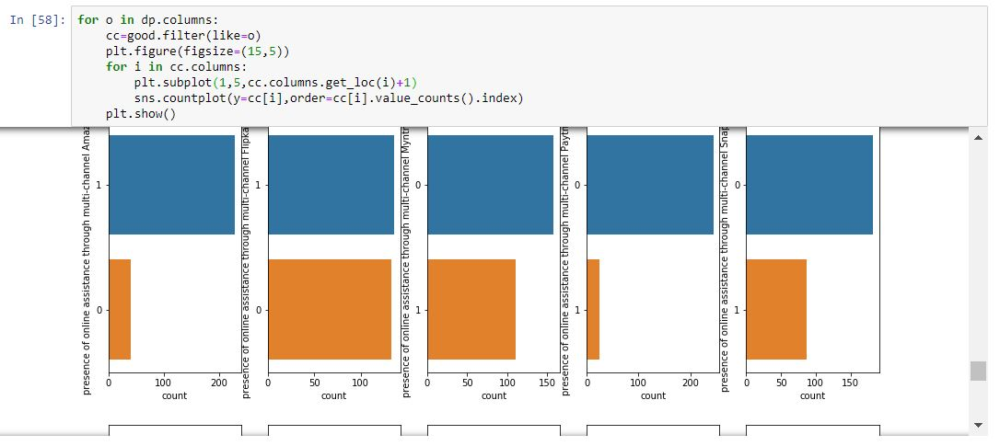 In [58]:
for o in dp.columns:
cc=good.filter(like=o)
plt.figure(figsize=(15,5))
for i in cc.columns:
plt.subplot(1,5,cc.columns.get_loc(i)+1)
sns.countplot(y=cc[i],order=cc[i].value_counts().index)
plt.show()
presence of online assistance through multi-channel Amaz
1
0
0 100 200
count
presence of online assistance through multi-channel Flipka
1
0
0 50 100
count
presence of online assistance through multi-channel Myntr
0
1
0 50 100 150
count
presence of online assistance through multi-channel Paytm
0
1
0 100 200
count
presence of online assistance through multi-channel Snap
0
1
0 50 100 150
count